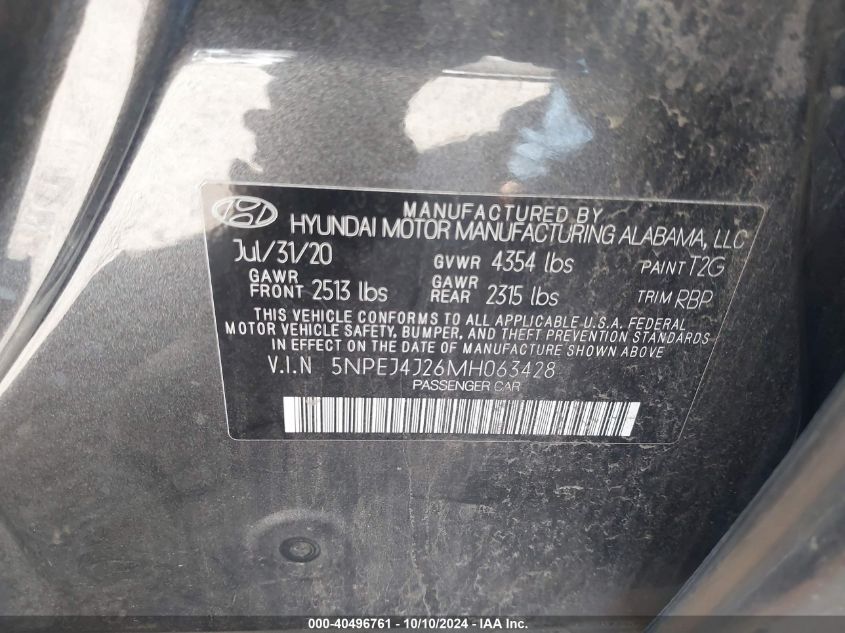 MANUFACTURED BY
HYUNDAI MOTOR MANUFACTURING ALABAMA, LLC
Jul/31/20 GVWR 4354 lbs PAINT T2G
GAWR FRONT 2513 lbs GAWR REAR 2315 lbs TRIM RBP
THIS VEHICLE CONFORMS TO ALL APPLICABLE U.S.A. FEDERAL
MOTOR VEHICLE SAFETY, BUMPER, AND THEFT PREVENTION STANDARDS
IN EFFECT ON THE DATE OF MANUFACTURE SHOWN ABOVE.
V.I.N 5NPEJ4J26MH063428
PASSENGER CAR
000-40496761 - 10/10/2024 - IAAI.COM